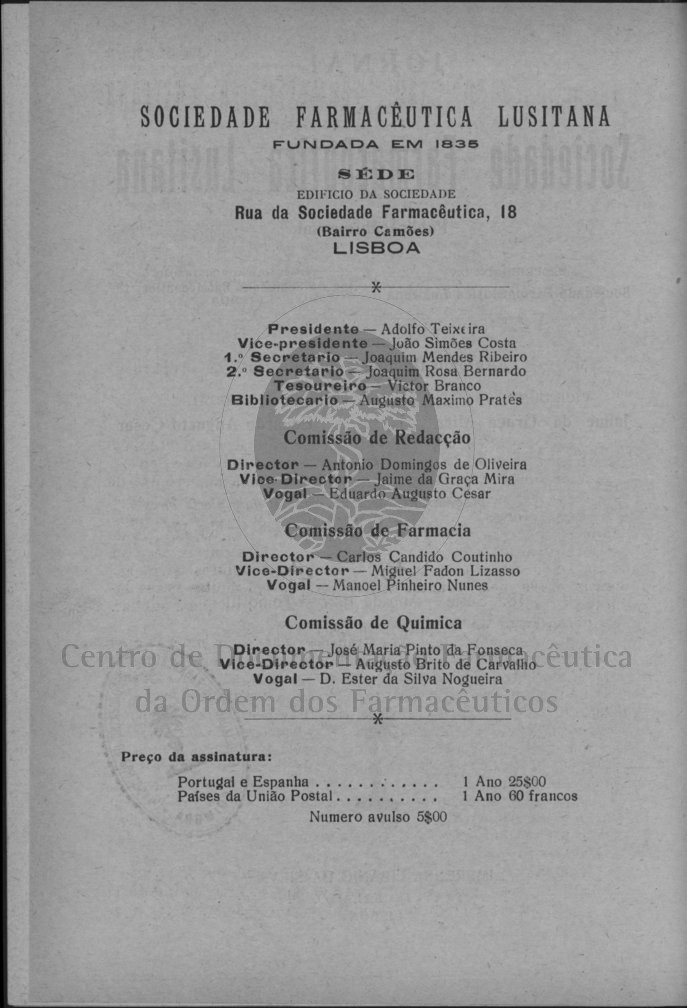 SOCIEDADE FARMACÊUTICA LUSITANA
FUNDADA EM 1835
SÉDE
EDIFICIO DA SOCIEDADE
Rua da Sociedade Farmacêutica, 18
(Bairro Camões)
LISBOA
Presidente — Adolfo Teixeira
Vice-presidente — João Simões Costa
1.º Secretario — Joaquim Mendes Ribeiro
2.º Secretario — Joaquim Rosa Bernardo
Tesoureiro — Victor Branco
Bibliotecario — Augusto Maximo Prates
Comissão de Redacção
Director — Antonio Domingos de Oliveira
Vice-Director — Jaime da Graça Mira
Vogal — Eduardo Augusto Cesar
Comissão de Farmacia
Director — Carlos Candido Coutinho
Vice-Director — Miguel Fadon Lizasso
Vogal — Manoel Pinheiro Nunes
Comissão de Quimica
Director — José Maria Pinto da Fonseca
Vice-Director — Augusto Brito de Carvalho
Vogal — D. Ester da Silva Nogueira
Centro de Farmacêutica
da Ordem dos Farmacêuticos
Preço da assinatura:
Portugal e Espanha . . . . . . . . . . . . 1 Ano 25$00
Países da União Postal . . . . . . . . . . 1 Ano 60 francos
Numero avulso 5$00